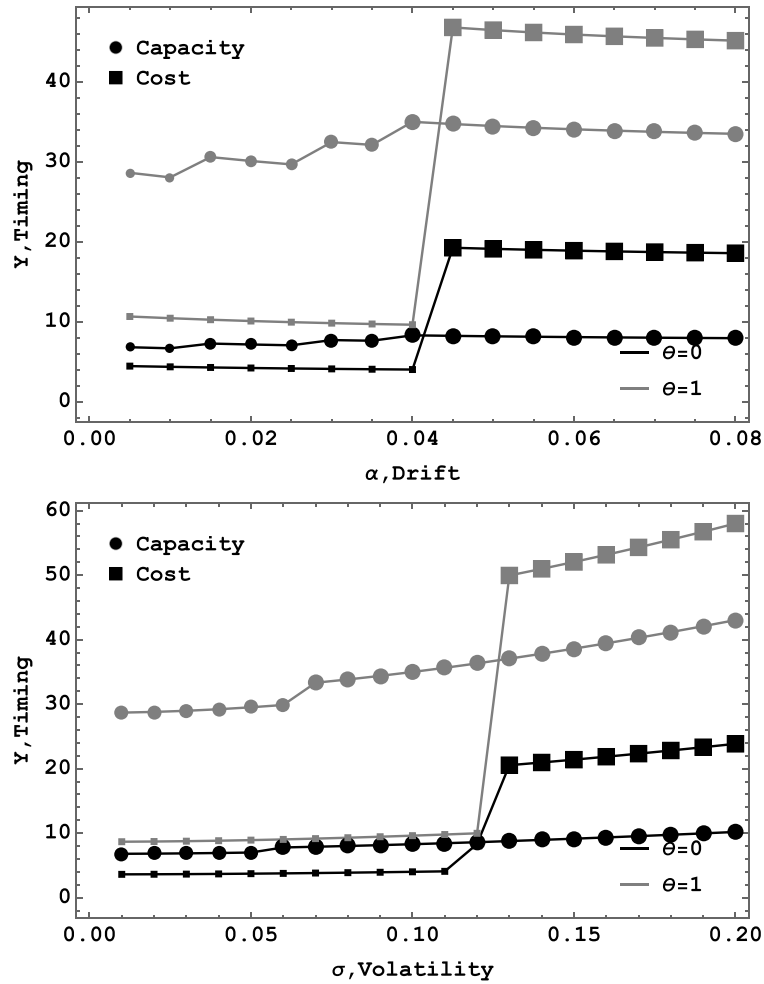 Capacity
Cost
40
30
20
10
0
Y,Timing
θ=0
θ=1
0.00 0.02 0.04 0.06 0.08
α,Drift
60
50
40
30
20
10
0
Capacity
Cost
Y,Timing
θ=0
θ=1
0.00 0.05 0.10 0.15 0.20
σ,Volatility